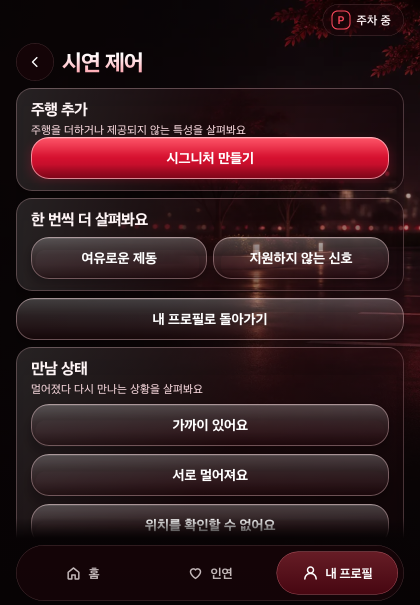 P 주차 중
시연 제어
주행 추가
주행을 더하거나 제공되지 않는 특성을 살펴봐요
시그니처 만들기
한 번씩 더 살펴봐요
여유로운 제동
지원하지 않는 신호
내 프로필로 돌아가기
만남 상태
멀어졌다 다시 만나는 상황을 살펴봐요
가까이 있어요
서로 멀어져요
위치를 확인할 수 없어요
홈
인연
내 프로필